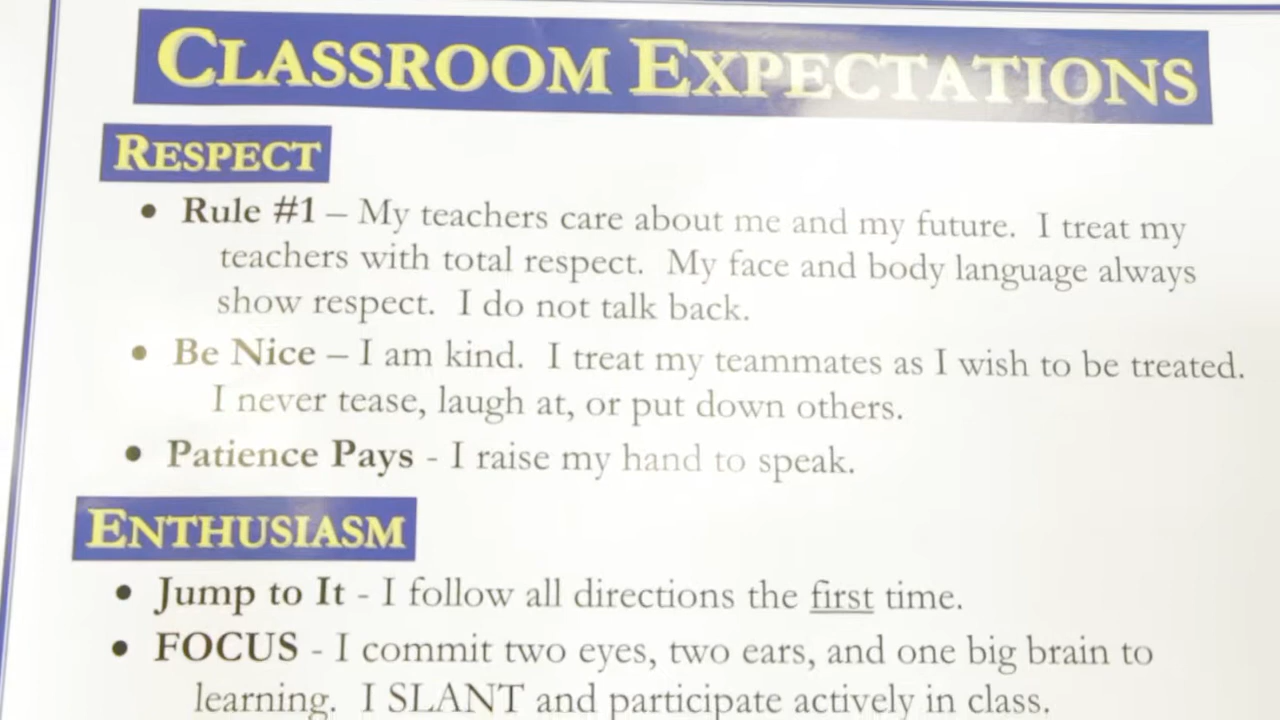 CLASSROOM EXPECTATIONS
RESPECT
• Rule #1 – My teachers care about me and my future. I treat my
teachers with total respect. My face and body language always
show respect. I do not talk back.
• Be Nice – I am kind. I treat my teammates as I wish to be treated.
I never tease, laugh at, or put down others.
• Patience Pays - I raise my hand to speak.
ENTHUSIASM
• Jump to It - I follow all directions the first time.
• FOCUS - I commit two eyes, two ears, and one big brain to
learning. I SLANT and participate actively in class.